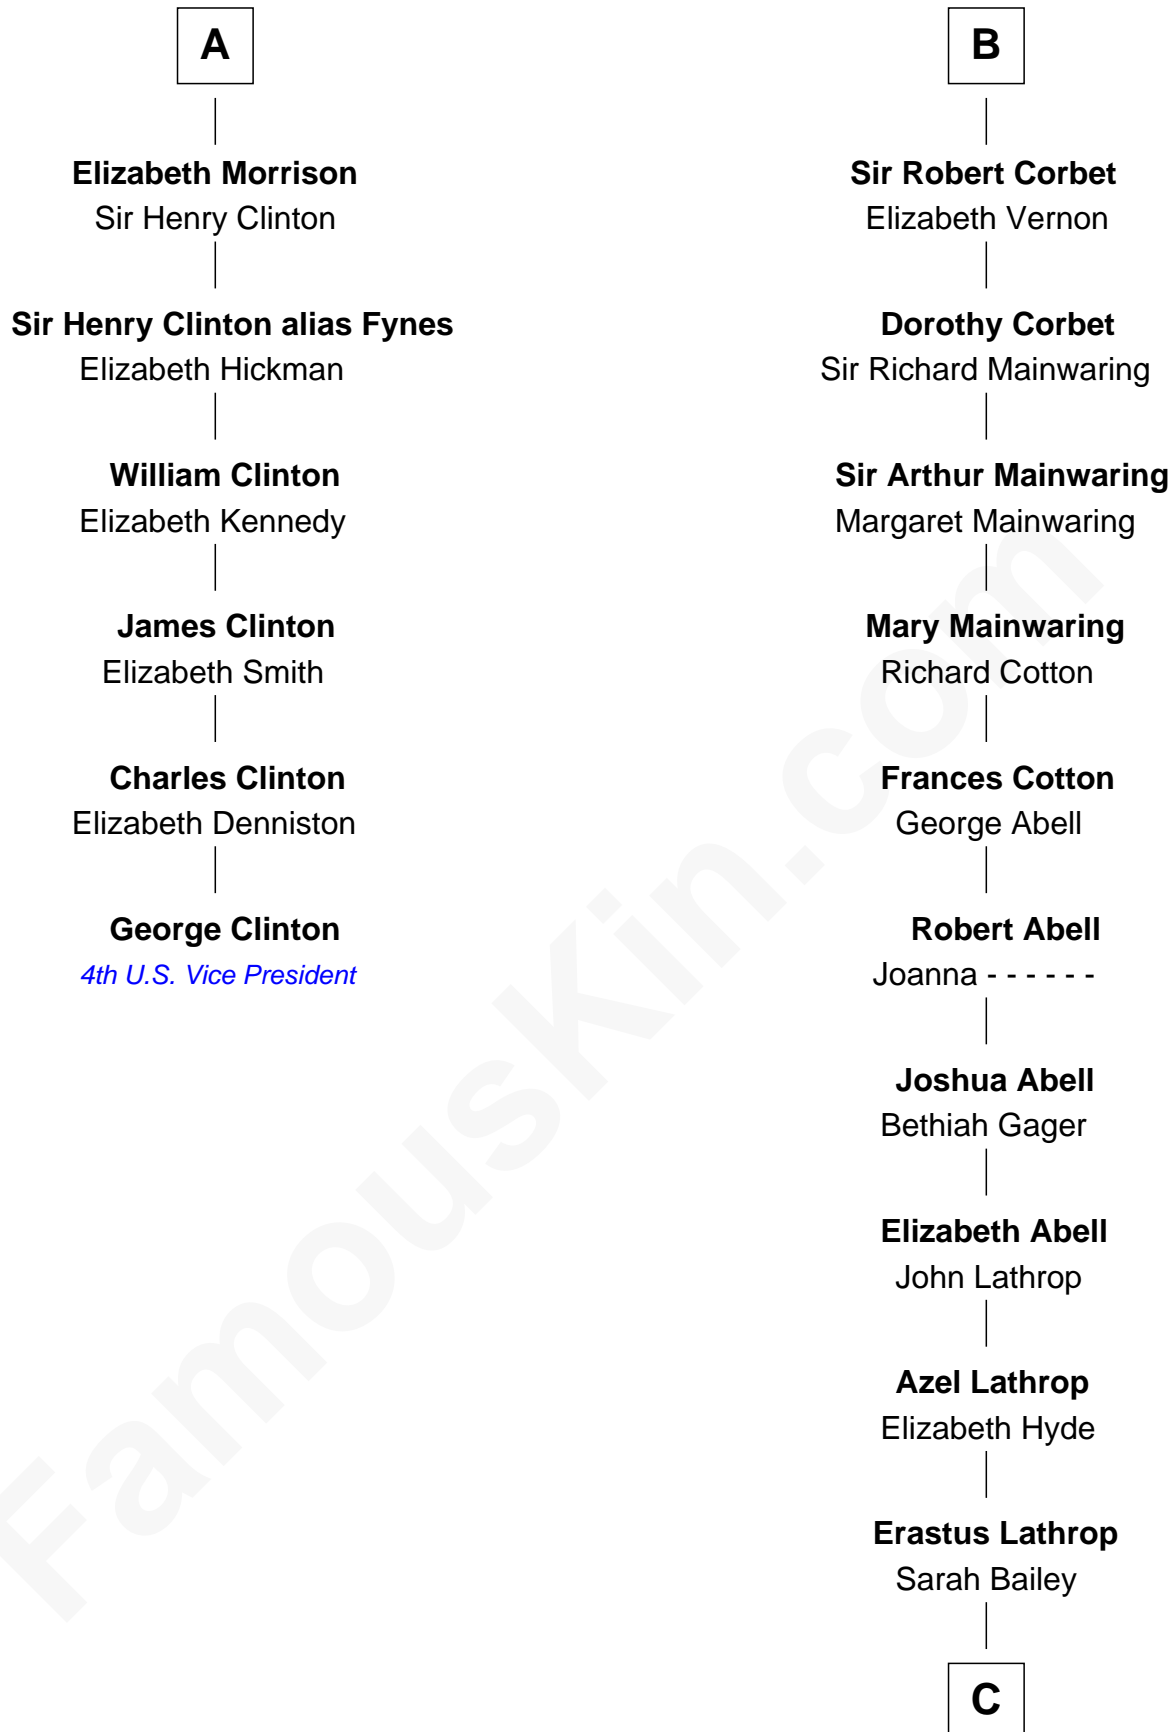 A
Elizabeth Morrison
Sir Henry Clinton
Sir Henry Clinton alias Fynes
Elizabeth Hickman
William Clinton
Elizabeth Kennedy
James Clinton
Elizabeth Smith
Charles Clinton
Elizabeth Denniston
George Clinton
4th U.S. Vice President
B
Sir Robert Corbet
Elizabeth Vernon
Dorothy Corbet
Sir Richard Mainwaring
Sir Arthur Mainwaring
Margaret Mainwaring
Mary Mainwaring
Richard Cotton
Frances Cotton
George Abell
Robert Abell
Joanna - - - - - -
Joshua Abell
Bethiah Gager
Elizabeth Abell
John Lathrop
Azel Lathrop
Elizabeth Hyde
Erastus Lathrop
Sarah Bailey
C
FamousKin.com